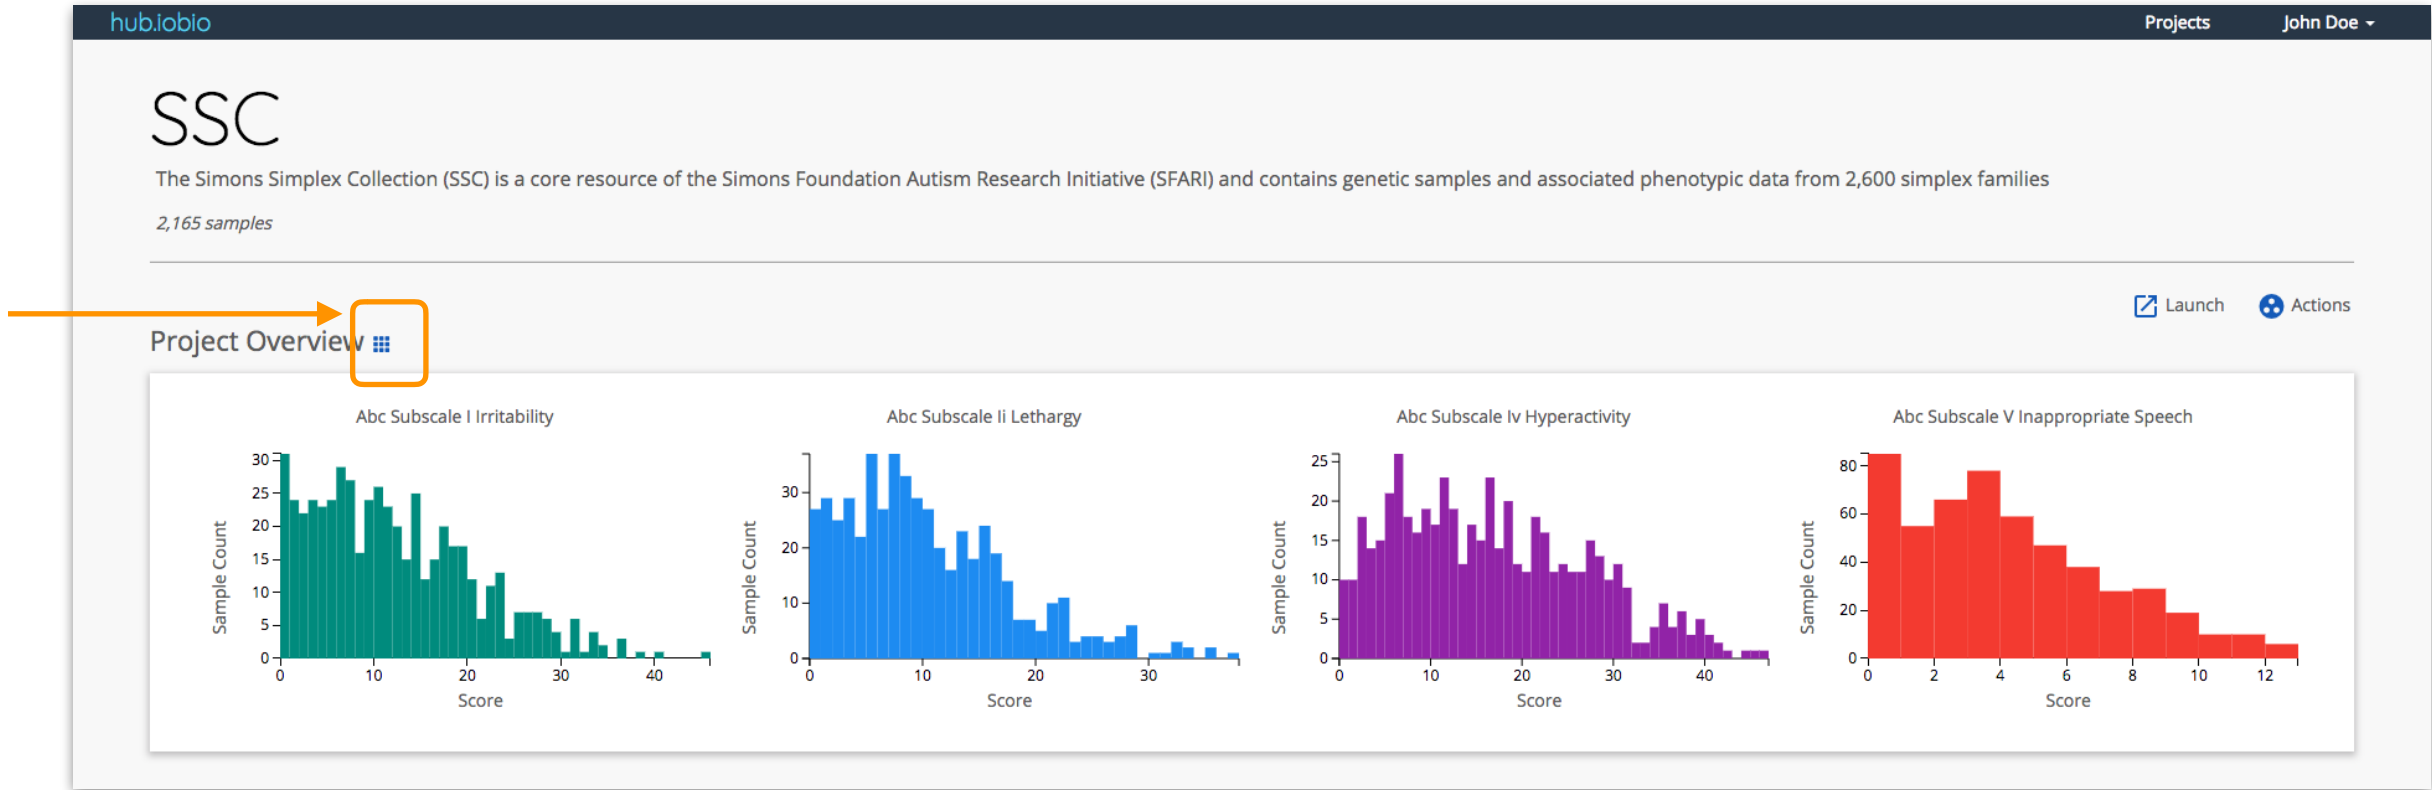 hub.iobio
Projects
John Doe
SSC
The Simons Simplex Collection (SSC) is a core resource of the Simons Foundation Autism Research Initiative (SFARI) and contains genetic samples and associated phenotypic data from 2,600 simplex families
2,165 samples
Launch
Actions
Project Overview
Abc Subscale I Irritability
30
25
20
15
10
5
0
Sample Count
0 10 20 30 40
Score
Abc Subscale Ii Lethargy
30
20
10
0
Sample Count
0 10 20 30
Score
Abc Subscale Iv Hyperactivity
25
20
15
10
5
0
Sample Count
0 10 20 30 40
Score
Abc Subscale V Inappropriate Speech
80
60
40
20
0
Sample Count
0 2 4 6 8 10 12
Score